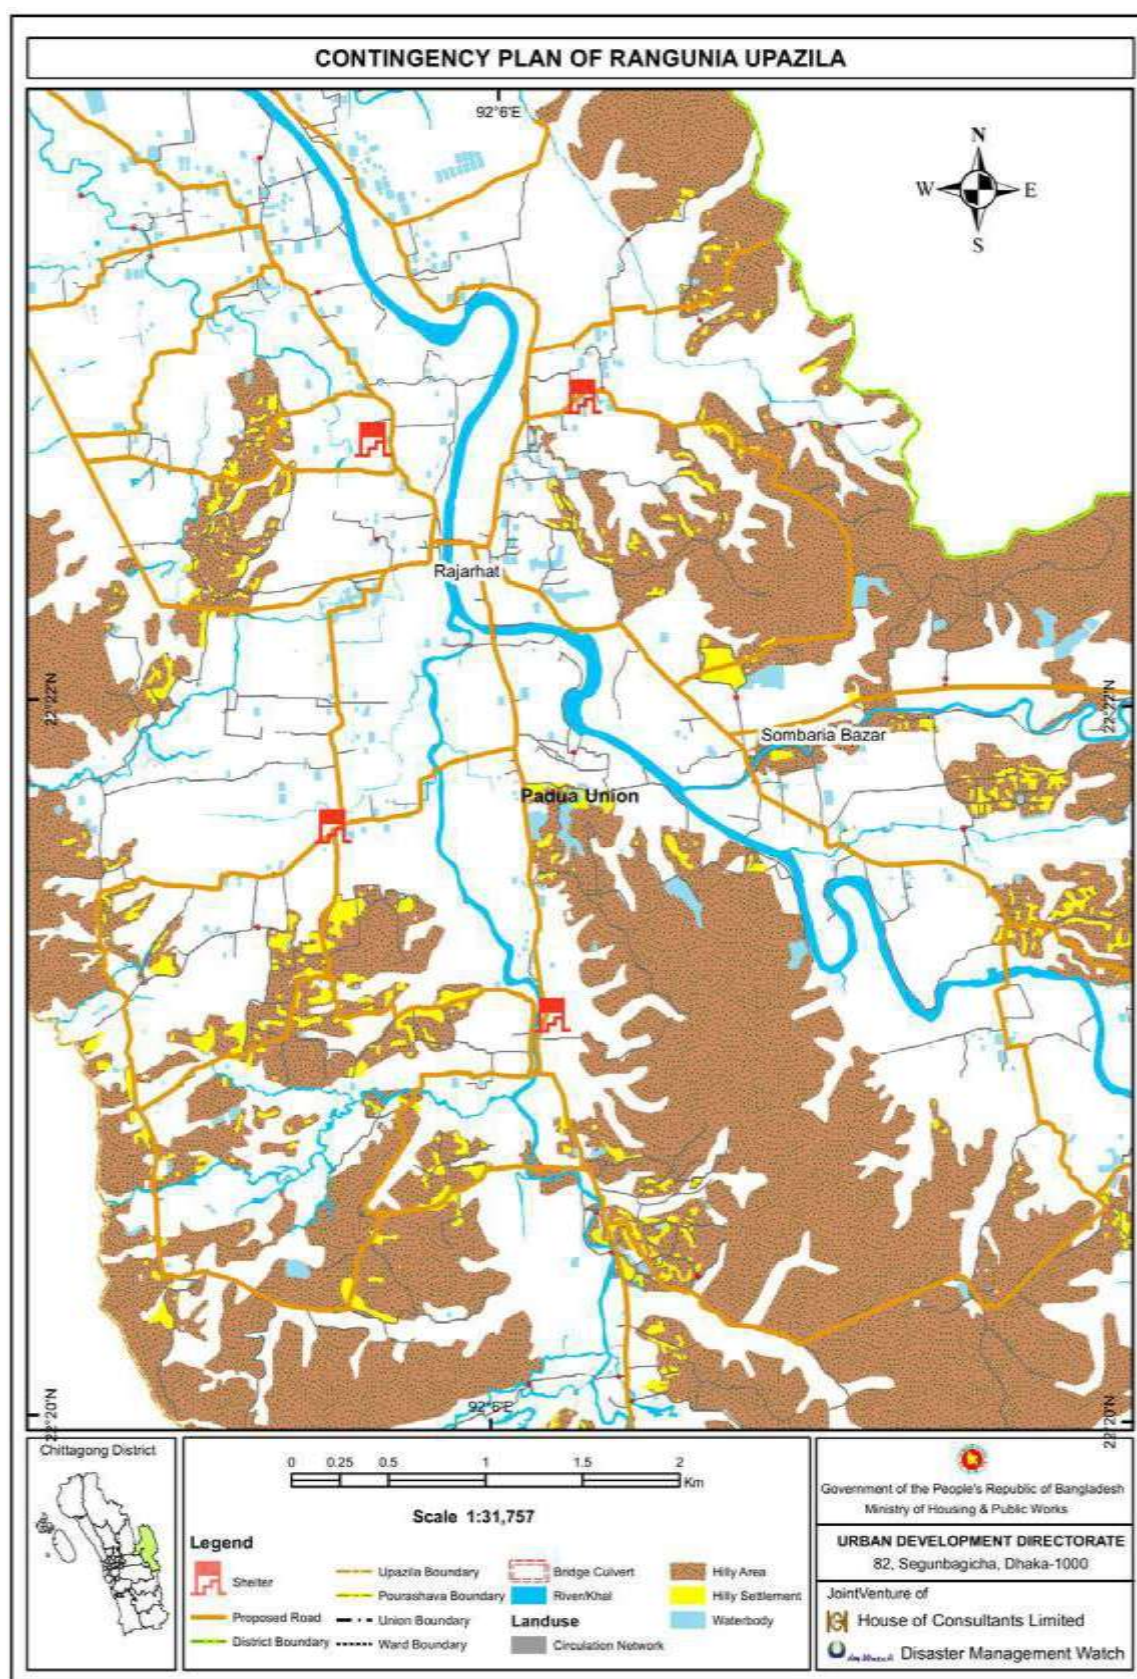 CONTINGENCY PLAN OF RANGUNIA UPAZILA
92°6'E
N
W E
S
Rajarhat
22°22'N
22°22'N
Sombaria Bazar
Padua Union
92°6'E
22°20'N
22°20'N
Chittagong District
0 0.25 0.5 1 1.5 2
Km
Scale 1:31,757
Legend
Shelter
Proposed Road
District Boundary
Upazila Boundary
Pourashava Boundary
Union Boundary
Ward Boundary
Bridge Culvert
River/Khal
Landuse
Circulation Network
Hilly Area
Hilly Settlement
Waterbody
Government of the People's Republic of Bangladesh
Ministry of Housing & Public Works
URBAN DEVELOPMENT DIRECTORATE
82, Segunbagicha, Dhaka-1000
JointVenture of
House of Consultants Limited
Disaster Management Watch